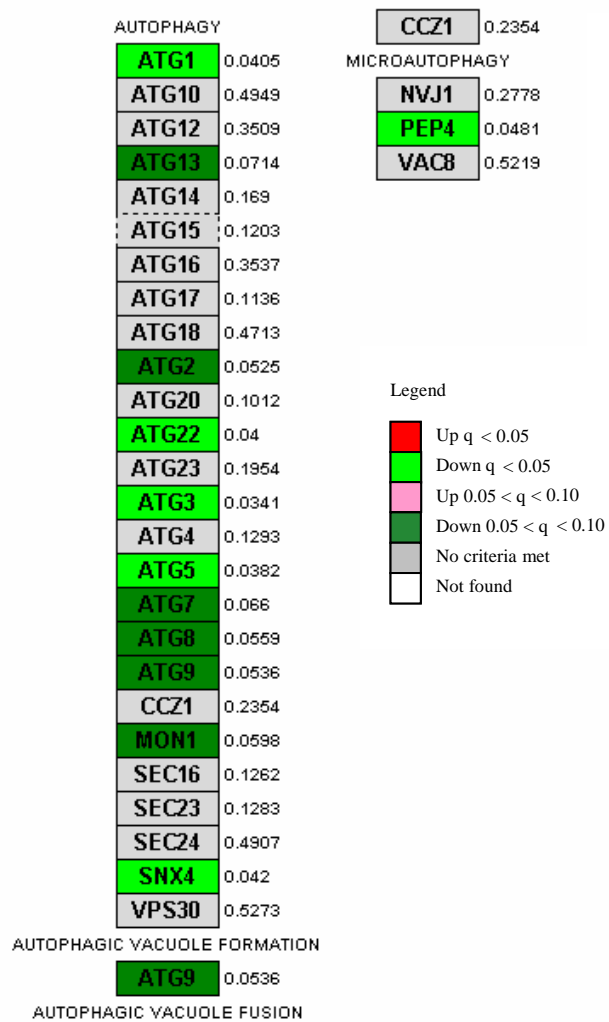 AUTOPHAGY
ATG1 0.0405
ATG10 0.4949
ATG12 0.3509
ATG13 0.0714
ATG14 0.169
ATG15 0.1203
ATG16 0.3537
ATG17 0.1136
ATG18 0.4713
ATG2 0.0525
ATG20 0.1012
ATG22 0.04
ATG23 0.1954
ATG3 0.0341
ATG4 0.1293
ATG5 0.0382
ATG7 0.066
ATG8 0.0559
ATG9 0.0536
CCZ1 0.2354
MON1 0.0598
SEC16 0.1262
SEC23 0.1283
SEC24 0.4907
SNX4 0.042
VPS30 0.5273
AUTOPHAGIC VACUOLE FORMATION
ATG9 0.0536
AUTOPHAGIC VACUOLE FUSION
CCZ1 0.2354
MICROAUTOPHAGY
NVJ1 0.2778
PEP4 0.0481
VAC8 0.5219
Legend
Up q < 0.05
Down q < 0.05
Up 0.05 < q < 0.10
Down 0.05 < q < 0.10
No criteria met
Not found